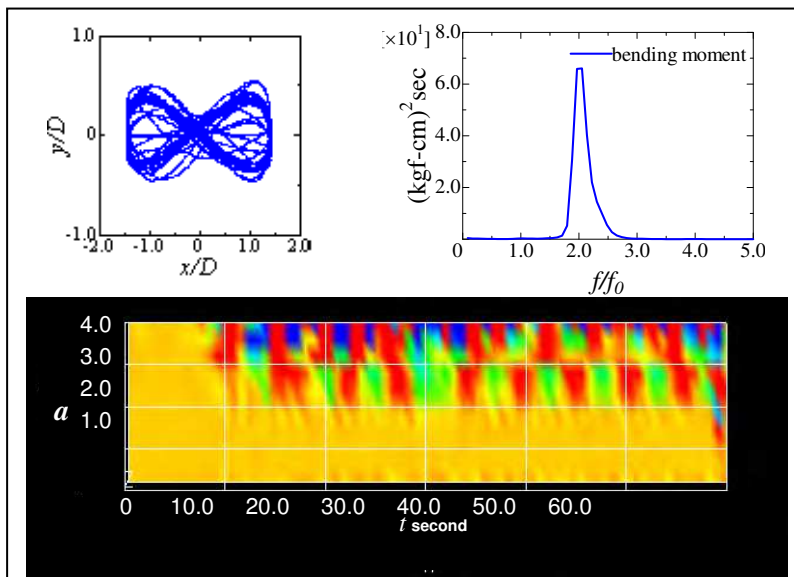 1.0
0
-1.0
-2.0 -1.0 0 1.0 2.0
y/D
x/D
[×10¹]
8.0
6.0
4.0
2.0
0 1.0 2.0 3.0 4.0 5.0
bending moment
(kgf-cm)² sec
f/f₀
4.0
3.0
2.0
1.0
a
0 10.0 20.0 30.0 40.0 50.0 60.0
t second